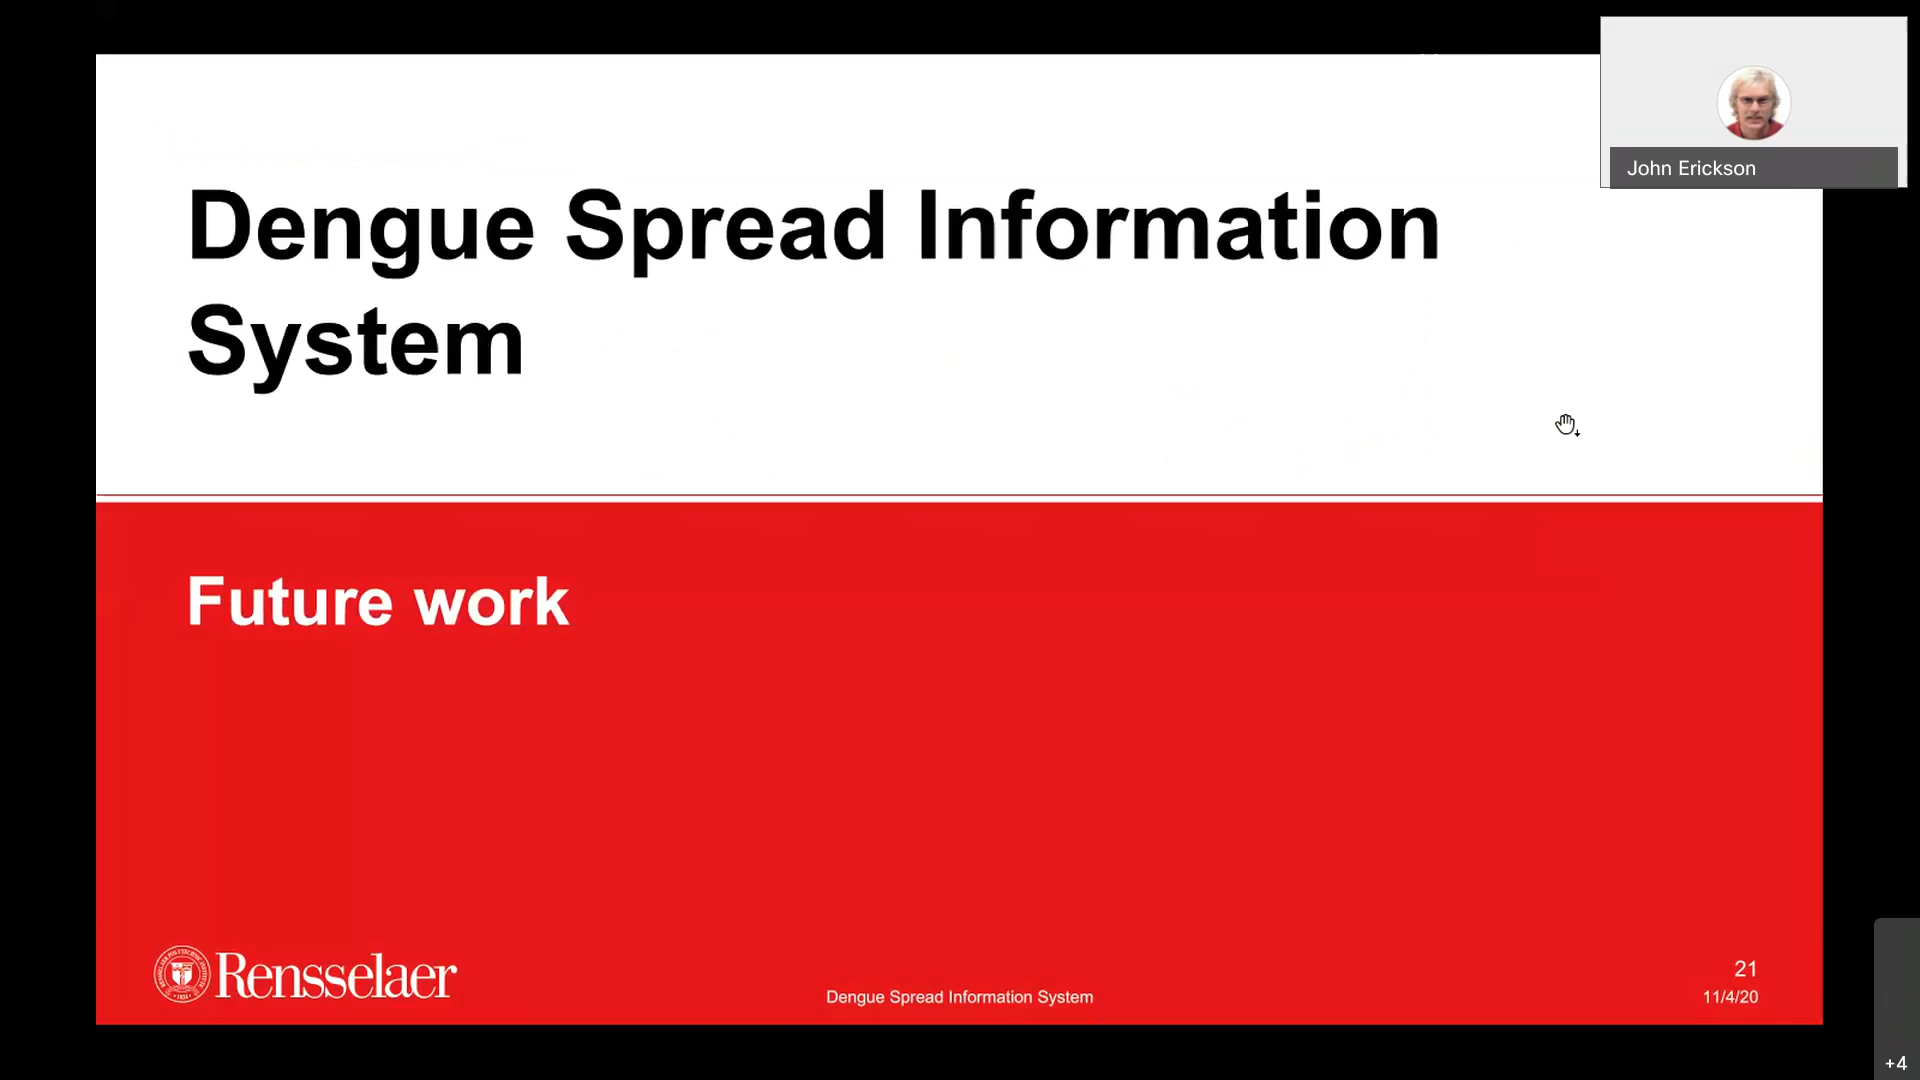 John Erickson
Dengue Spread Information
System
Future work
Rensselaer
Dengue Spread Information System
21
11/4/20
+4